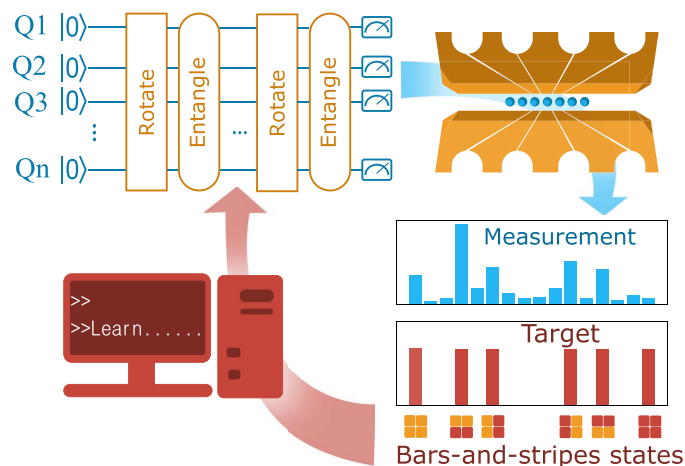 Q1 |0⟩
Q2 |0⟩
Q3 |0⟩
⋮
Qn |0⟩
Rotate
Entangle
...
Rotate
Entangle
Measurement
>>
>>Learn......
Target
Bars-and-stripes states